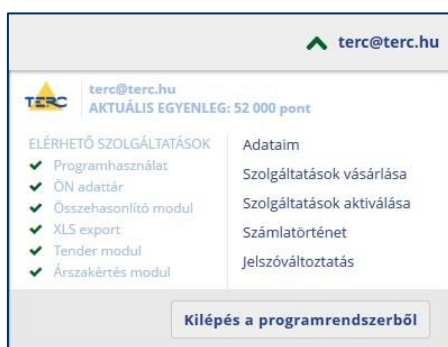 terc@terc.hu
TERC
terc@terc.hu
AKTUÁLIS EGYENLEG: 52 000 pont
ELÉRHETŐ SZOLGÁLTATÁSOK
Programhasználat
ÖN adattár
Összehasonlító modul
XLS export
Tender modul
Árszakértés modul
Adataim
Szolgáltatások vásárlása
Szolgáltatások aktiválása
Számlatörténet
Jelszóváltoztatás
Kilépés a programrendszerből